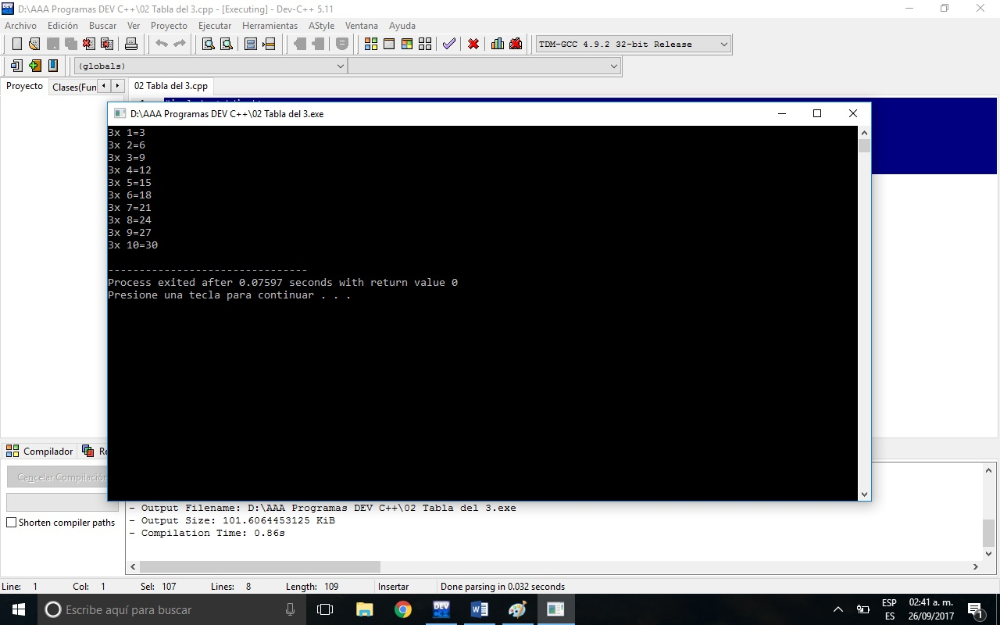 D:\AAA Programas DEV C++\02 Tabla del 3.cpp - [Executing] - Dev-C++ 5.11
Archivo Edición Buscar Ver Proyecto Ejecutar Herramientas AStyle Ventana Ayuda
TDM-GCC 4.9.2 32-bit Release
(globals)
Proyecto Clases(Fun 02 Tabla del 3.cpp
D:\AAA Programas DEV C++\02 Tabla del 3.exe
3x 1=3
3x 2=6
3x 3=9
3x 4=12
3x 5=15
3x 6=18
3x 7=21
3x 8=24
3x 9=27
3x 10=30
--------------------------------
Process exited after 0.07597 seconds with return value 0
Presione una tecla para continuar . . .
Compilador Re
Cancelar Compilación
Shorten compiler paths
- Output Filename: D:\AAA Programas DEV C++\02 Tabla del 3.exe
- Output Size: 101.6064453125 KiB
- Compilation Time: 0.86s
Line: 1 Col: 1 Sel: 107 Lines: 8 Length: 109 Insertar Done parsing in 0.032 seconds
Escribe aquí para buscar
DEV
ESP
ES
02:41 a. m.
26/09/2017
1